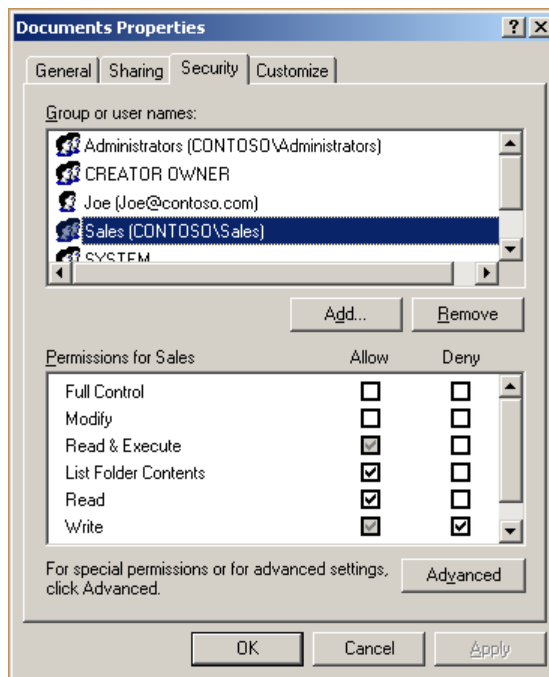 Documents Properties
General Sharing Security Customize
Group or user names:
Administrators (CONTOSO\Administrators)
CREATOR OWNER
Joe (Joe@contoso.com)
Sales (CONTOSO\Sales)
SYSTEM
Add... Remove
Permissions for Sales Allow Deny
Full Control
Modify
Read & Execute
List Folder Contents
Read
Write
For special permissions or for advanced settings, Advanced
click Advanced.
OK Cancel Apply